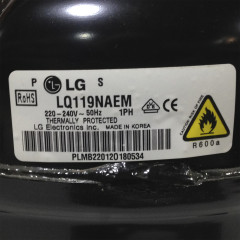 P LG S
RoHS
LQ119NAEM
220-240V~50Hz 1PH
THERMALLY PROTECTED
LG Electronics Inc. MADE IN KOREA
R600a
PLMB220120180534